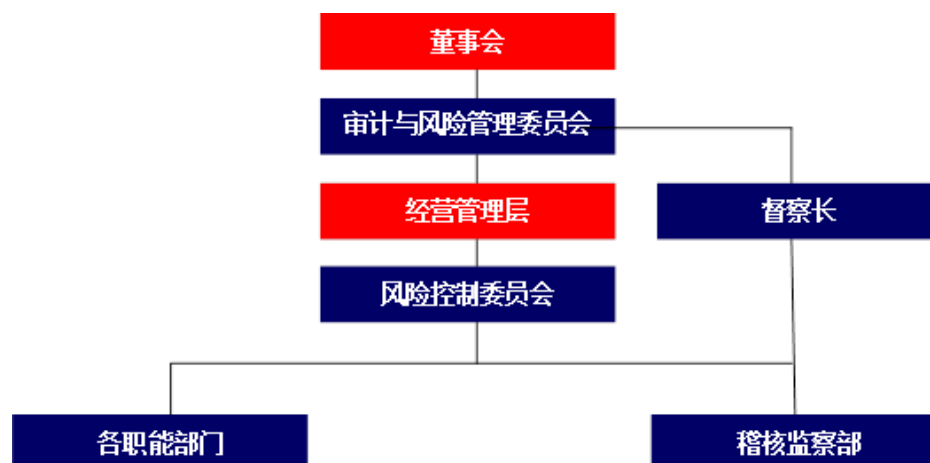 董事会
审计与风险管理委员会
经营管理层
督察长
风险控制委员会
各职能部门
稽核监察部